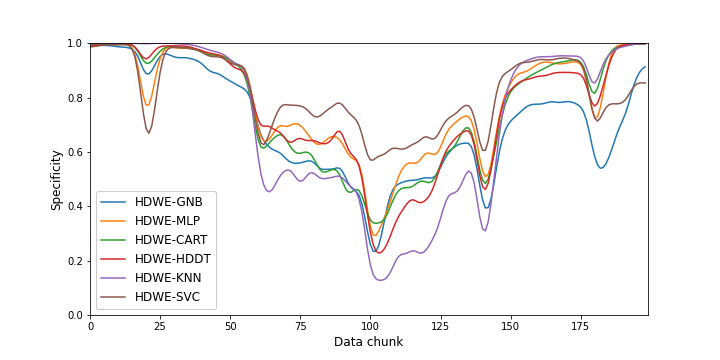 1.0
0.8
0.6
0.4
0.2
0.0
Specificity
HDWE-GNB
HDWE-MLP
HDWE-CART
HDWE-HDDT
HDWE-KNN
HDWE-SVC
0 25 50 75 100 125 150 175
Data chunk